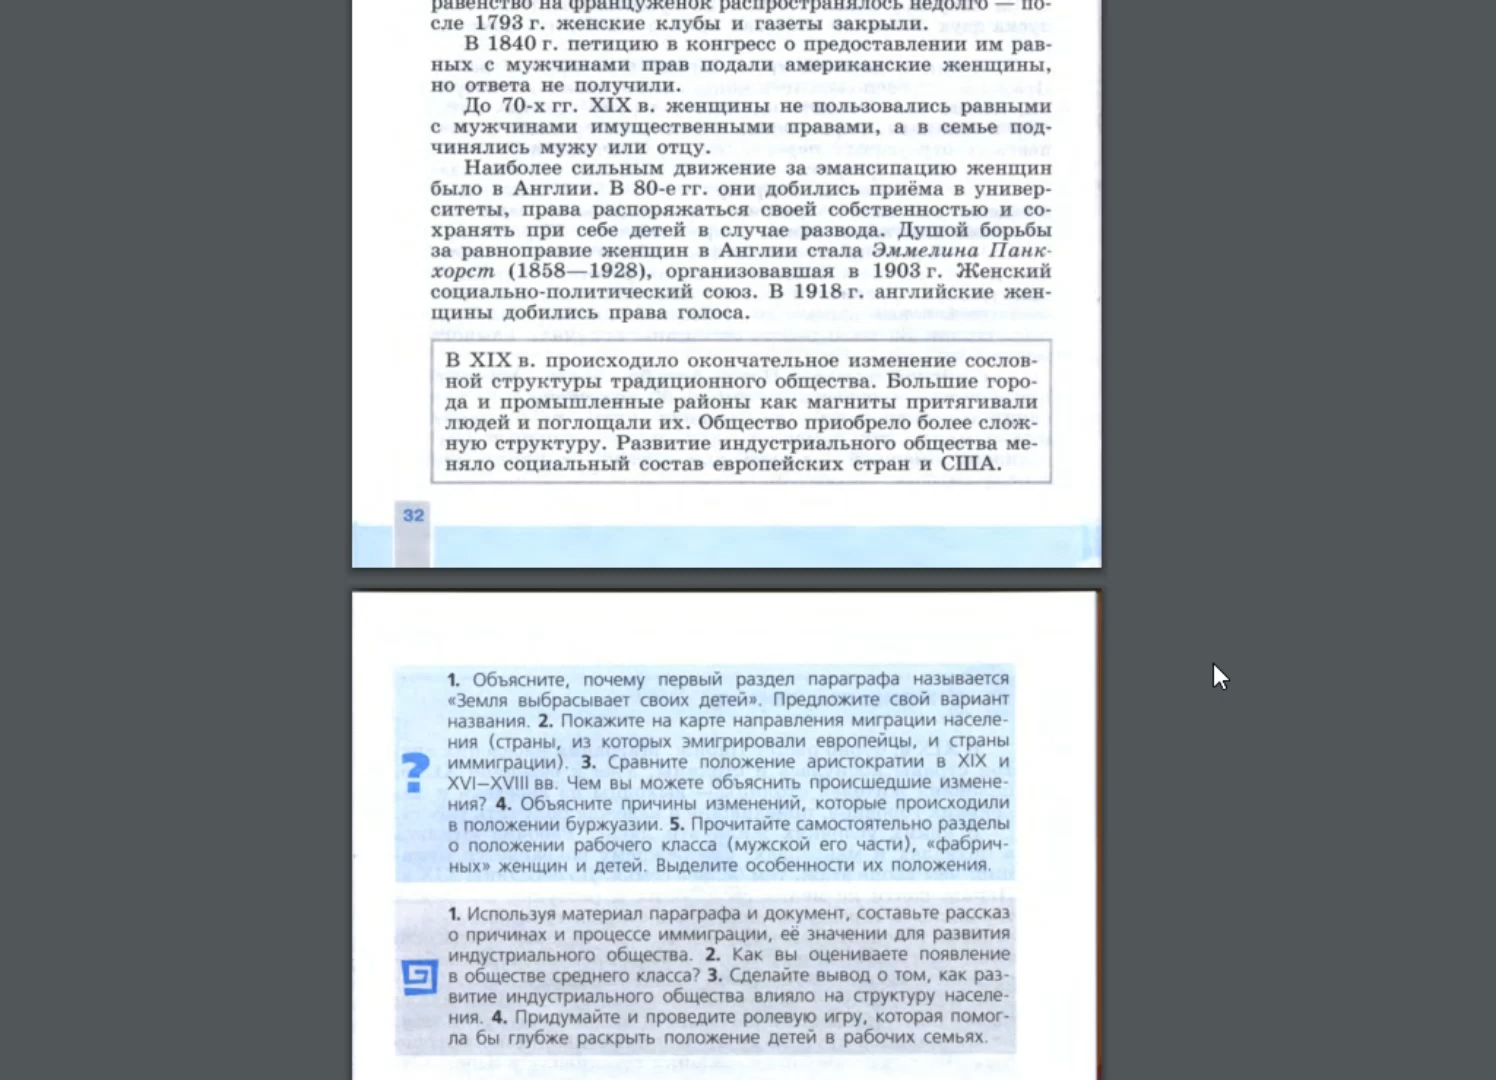 равенство на француженок распространялось недолго — по-
сле 1793 г. женские клубы и газеты закрыли.
В 1840 г. петицию в конгресс о предоставлении им рав-
ных с мужчинами прав подали американские женщины,
но ответа не получили.
До 70-х гг. XIX в. женщины не пользовались равными
с мужчинами имущественными правами, а в семье под-
чинялись мужу или отцу.
Наиболее сильным движение за эмансипацию женщин
было в Англии. В 80-е гг. они добились приёма в универ-
ситеты, права распоряжаться своей собственностью и со-
хранять при себе детей в случае развода. Душой борьбы
за равноправие женщин в Англии стала Эммелина Панк-
хорст (1858—1928), организовавшая в 1903 г. Женский
социально-политический союз. В 1918 г. английские жен-
щины добились права голоса.
В XIX в. происходило окончательное изменение сослов-
ной структуры традиционного общества. Большие горо-
да и промышленные районы как магниты притягивали
людей и поглощали их. Общество приобрело более слож-
ную структуру. Развитие индустриального общества ме-
няло социальный состав европейских стран и США.
32
1. Объясните, почему первый раздел параграфа называется
«Земля выбрасывает своих детей». Предложите свой вариант
названия. 2. Покажите на карте направления миграции населе-
ния (страны, из которых эмигрировали европейцы, и страны
иммиграции). 3. Сравните положение аристократии в XIX и
XVI–XVIII вв. Чем вы можете объяснить происшедшие измене-
ния? 4. Объясните причины изменений, которые происходили
в положении буржуазии. 5. Прочитайте самостоятельно разделы
о положении рабочего класса (мужской его части), «фабрич-
ных» женщин и детей. Выделите особенности их положения.
?
1. Используя материал параграфа и документ, составьте рассказ
о причинах и процессе иммиграции, её значении для развития
индустриального общества. 2. Как вы оцениваете появление
в обществе среднего класса? 3. Сделайте вывод о том, как раз-
витие индустриального общества влияло на структуру населе-
ния. 4. Придумайте и проведите ролевую игру, которая помог-
ла бы глубже раскрыть положение детей в рабочих семьях.